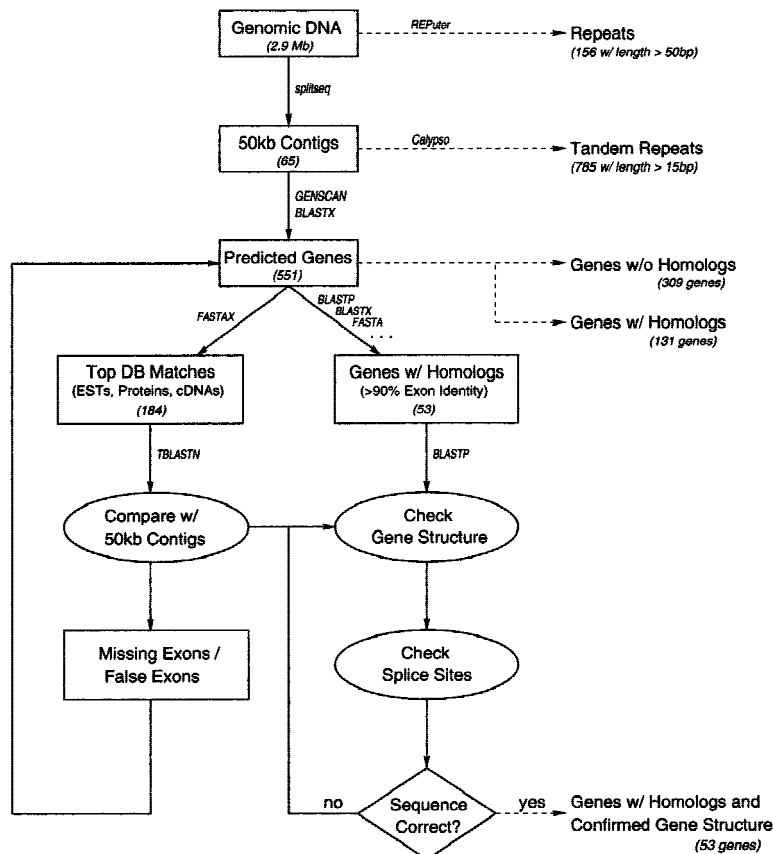 Genomic DNA
(2.9 Mb)
REPuter
Repeats
(156 w/ length > 50bp)
splitseq
50kb Contigs
(65)
Calypso
Tandem Repeats
(785 w/ length > 15bp)
GENSCAN
BLASTX
Predicted Genes
(551)
Genes w/o Homologs
(309 genes)
Genes w/ Homologs
(131 genes)
FASTAX
BLASTP
BLASTX
FASTA
...
Top DB Matches
(ESTs, Proteins, cDNAs)
(184)
Genes w/ Homologs
(>90% Exon Identity)
(53)
TBLASTN
BLASTP
Compare w/
50kb Contigs
Check
Gene Structure
Missing Exons /
False Exons
Check
Splice Sites
no
Sequence
Correct?
yes
Genes w/ Homologs and
Confirmed Gene Structure
(53 genes)